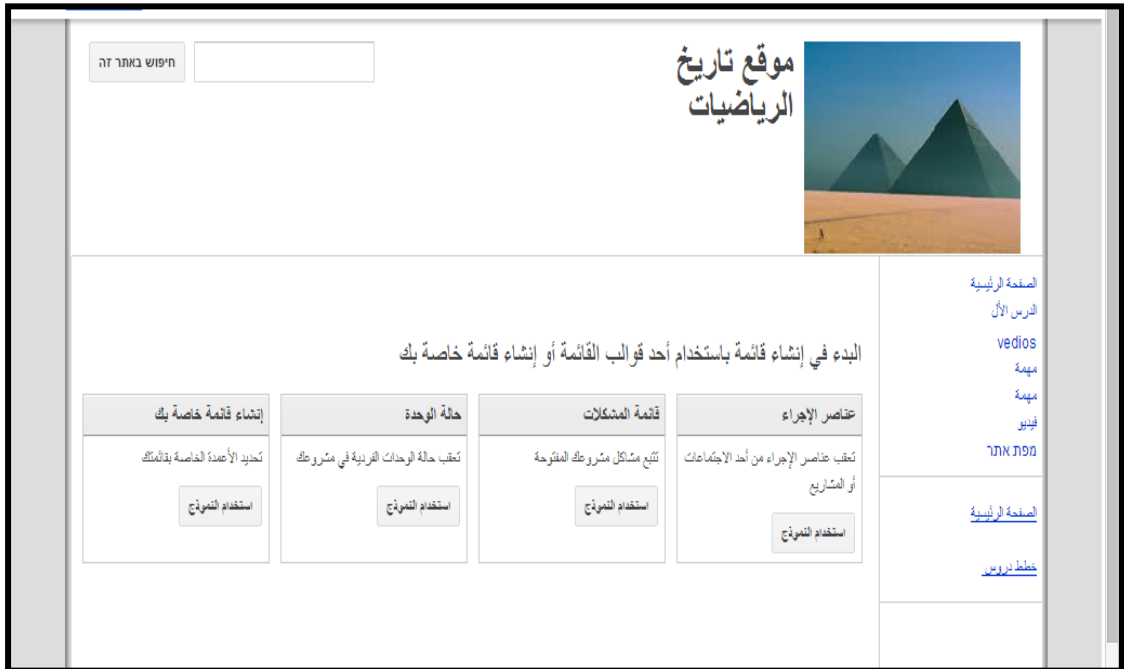 موقع تاريخ
الرياضيات
חיפוש באתר זה
الصفحة الرئيسية
الدرس الأل
vedios
مهمة
مهمة
فيديو
מפת אתר
الصفحة الرئيسية
خطط دروس
البدء في إنشاء قائمة باستخدام أحد قوالب القائمة أو إنشاء قائمة خاصة بك
عناصر الإجراء
تعقب عناصر الإجراء من أحد الاجتماعات
أو المشاريع
استخدام النموذج
قائمة المشكلات
تتبع مشاكل مشروعك المفتوحة
استخدام النموذج
حالة الوحدة
تعقب حالة الوحدات الفردية في مشروعك
استخدام النموذج
إنشاء قائمة خاصة بك
تحديد الأعمدة الخاصة بقائمتك
استخدام النموذج